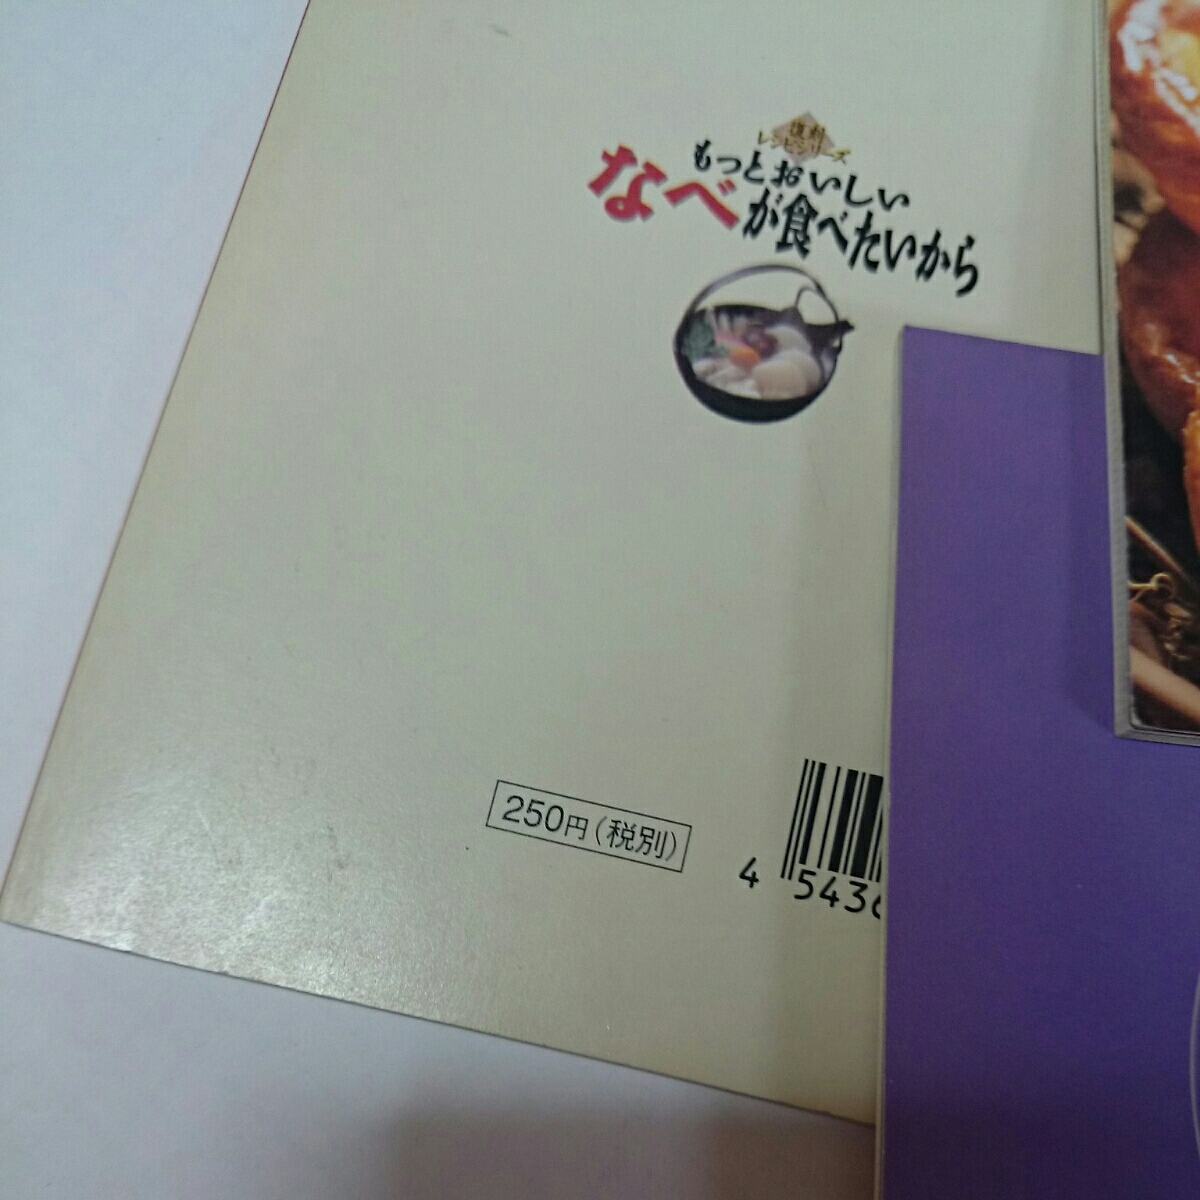 復刻
レシピシリーズ
もっとおいしい
なべが食べたいから
250円(税別)
4 5436